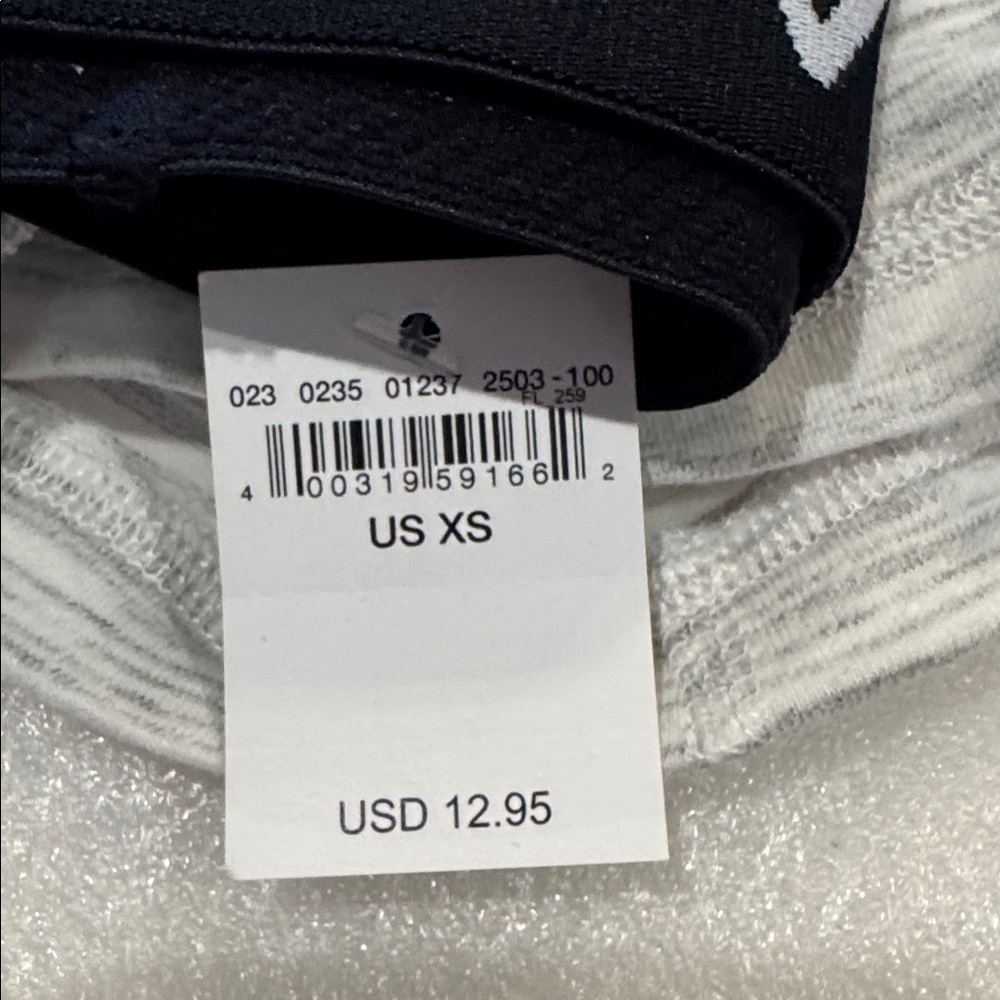 023 0235 01237 2503-100
FL 259
4 00319 59166 2
US XS
USD 12.95